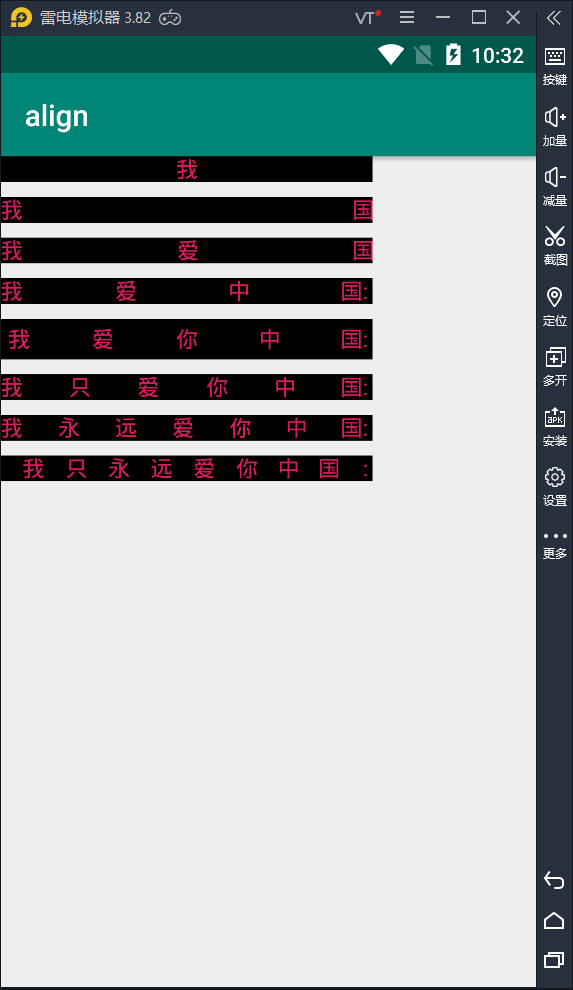 雷电模拟器 3.82
10:32
align
我
我 国
我 爱 国
我 爱 中 国:
我 爱 你 中 国:
我 只 爱 你 中 国:
我 永 远 爱 你 中 国:
我 只 永 远 爱 你 中 国 :
按键
加量
减量
截图
定位
多开
APK
安装
设置
更多